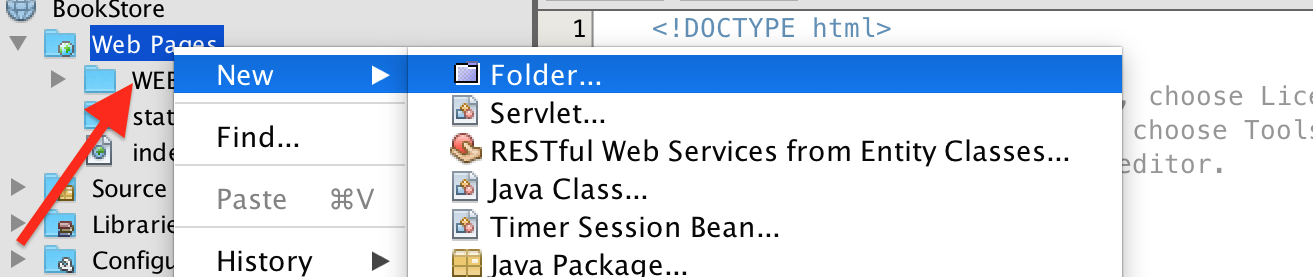 BookStore
Web Pages
WEB
stat
inde
Source
Librarie
Configu
New
Find...
Paste ⌘V
History
Folder...
Servlet...
RESTful Web Services from Entity Classes...
Java Class...
Timer Session Bean...
Java Package...
1 <!DOCTYPE html>
, choose Lice
choose Tools
editor.